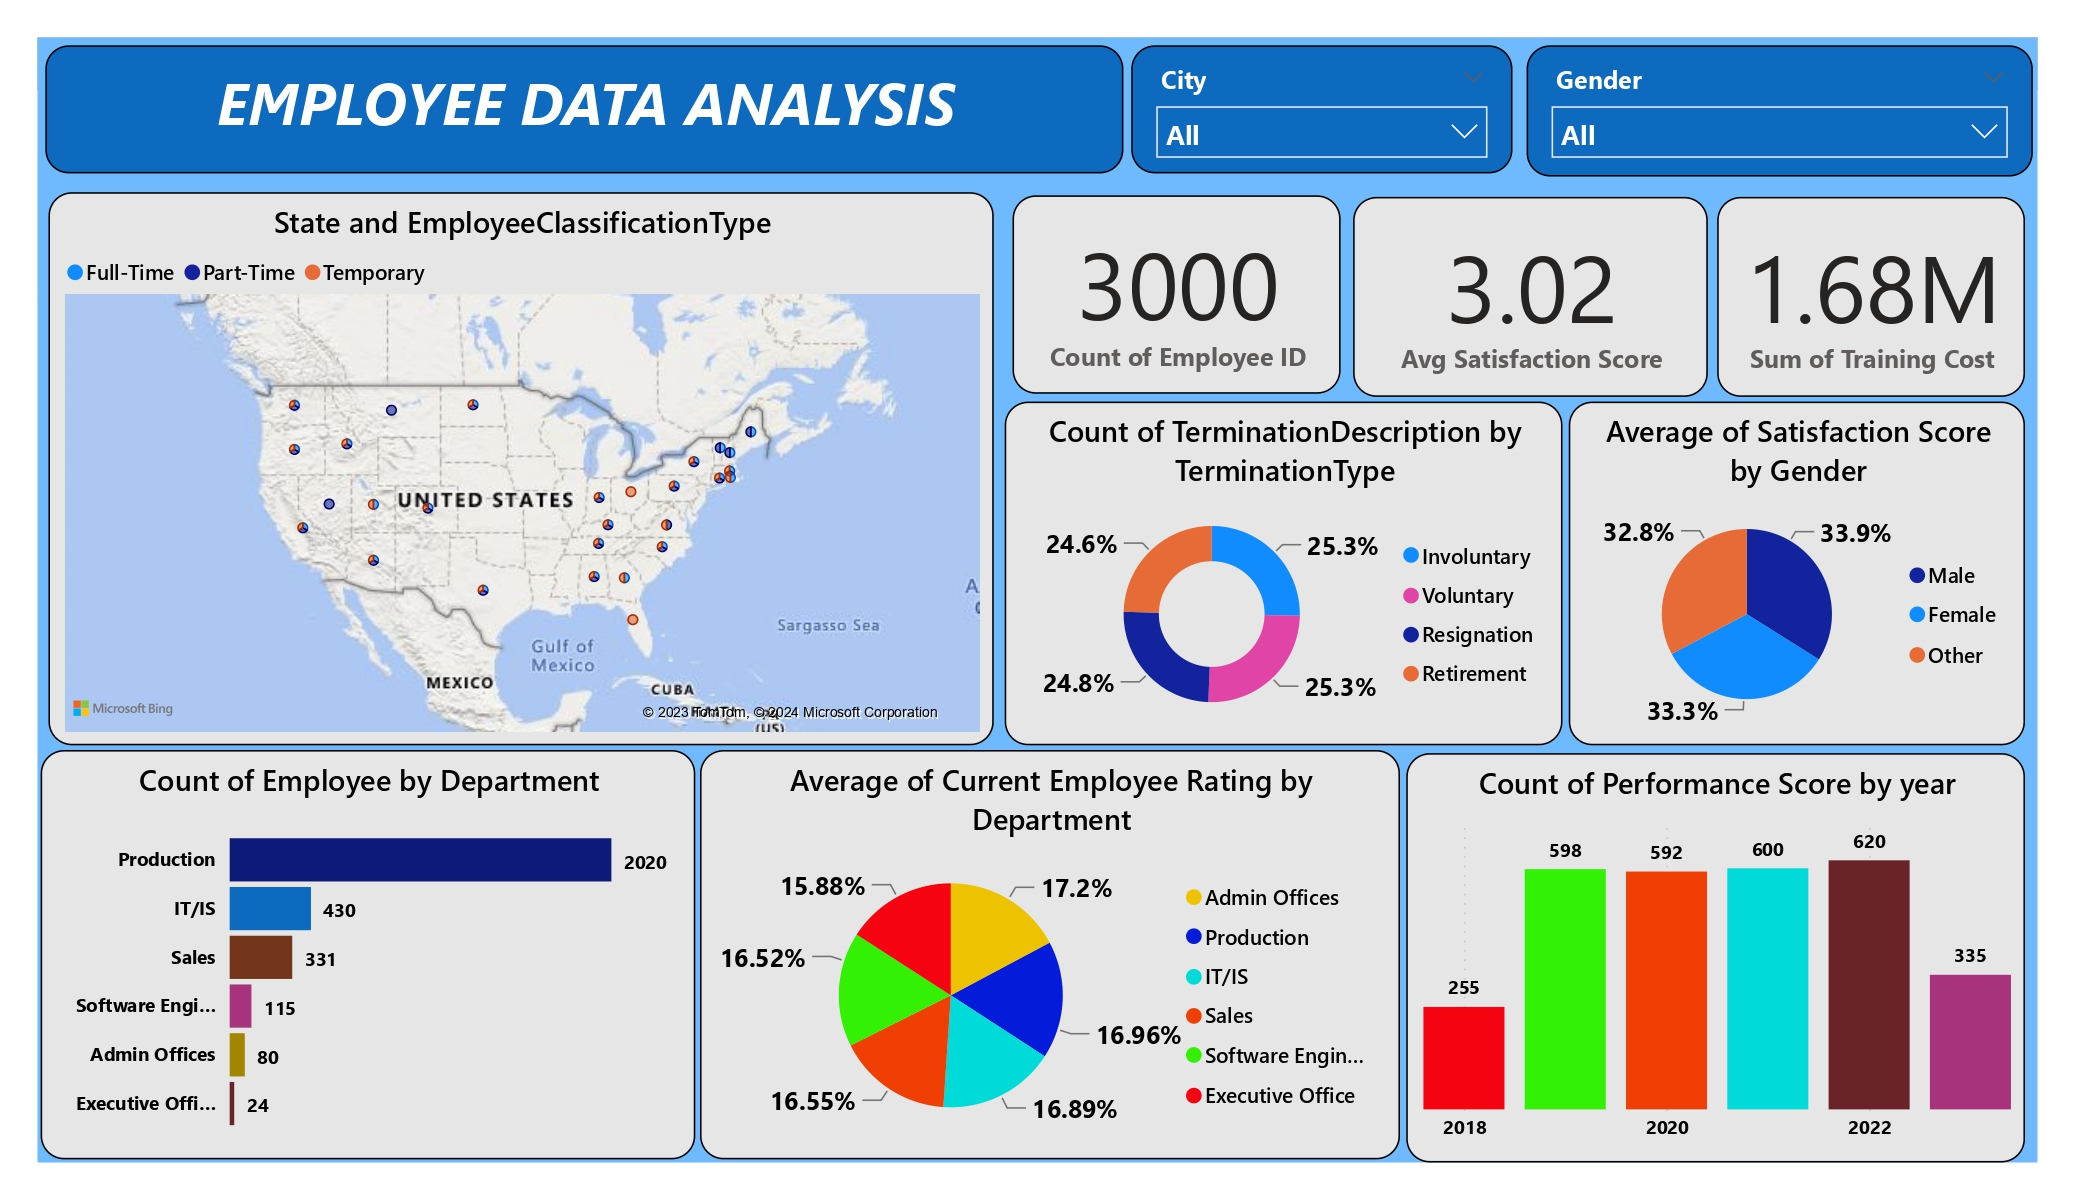 EMPLOYEE DATA ANALYSIS
City
All
Gender
All
State and EmployeeClassificationType
Full-Time Part-Time Temporary
UNITED STATES
Sargasso Sea
Gulf of
Mexico
MEXICO
CUBA
Microsoft Bing
© 2023 TomTom, © 2024 Microsoft Corporation
(US)
3000
Count of Employee ID
3.02
Avg Satisfaction Score
1.68M
Sum of Training Cost
Count of TerminationDescription by
TerminationType
24.6%
25.3%
24.8%
25.3%
Involuntary
Voluntary
Resignation
Retirement
Average of Satisfaction Score
by Gender
32.8%
33.9%
33.3%
Male
Female
Other
Count of Employee by Department
Production 2020
IT/IS 430
Sales 331
Software Engi... 115
Admin Offices 80
Executive Offi... 24
Average of Current Employee Rating by
Department
15.88%
17.2%
16.52%
16.96%
16.55%
16.89%
Admin Offices
Production
IT/IS
Sales
Software Engin...
Executive Office
Count of Performance Score by year
255
598
592
600
620
335
2018 2020 2022